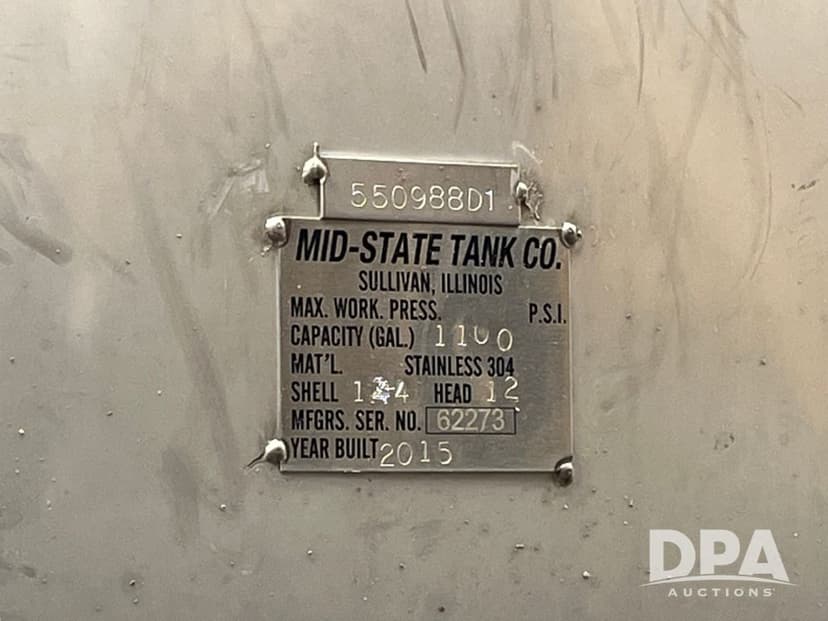 550988D1
MID-STATE TANK CO.
SULLIVAN, ILLINOIS
MAX. WORK. PRESS. P.S.I.
CAPACITY (GAL.) 1100
MAT'L. STAINLESS 304
SHELL HEAD 12
MFGRS. SER. NO. 62273
YEAR BUILT 2015
DPA
AUCTIONS